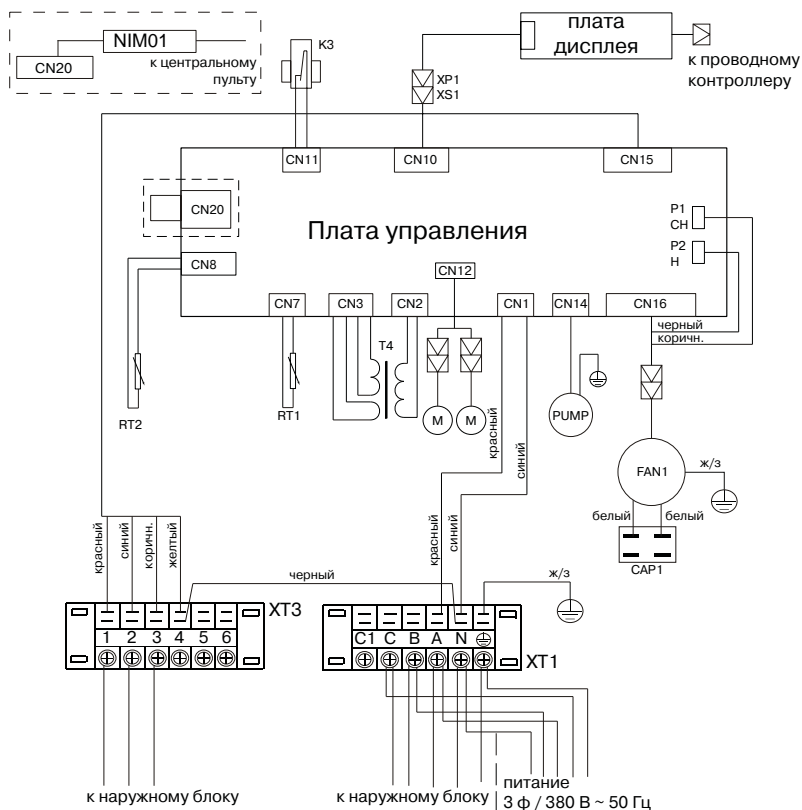 NIM01
CN20
к центральному
пульту
K3
плата
дисплея
к проводному
контроллеру
XP1
XS1
CN11
CN10
CN15
CN20
P1
CH
Плата управления
P2
H
CN8
CN12
CN7
CN3
CN2
CN1
CN14
CN16
черный
коричн.
T4
RT2
RT1
M
M
PUMP
красный
синий
FAN1
ж/з
белый
белый
CAP1
красный
синий
коричн.
желтый
красный
синий
черный
ж/з
XT3
1 2 3 4 5 6
C1 C B A N
XT1
к наружному блоку
к наружному блоку
питание
3 ф / 380 В ~ 50 Гц